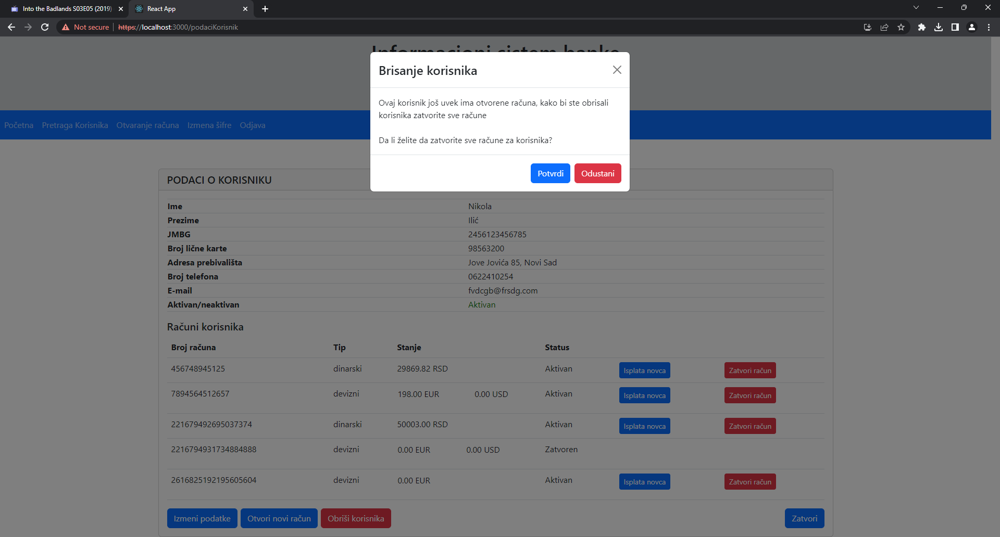 Into the Badlands S03E05 (2019)
React App
Not secure
https://localhost:3000/podaciKorisnik
Informacioni sistem banke
Brisanje korisnika
Ovaj korisnik još uvek ima otvorene računa, kako bi ste obrisali
korisnika zatvorite sve račune
Da li želite da zatvorite sve račune za korisnika?
Potvrdi Odustani
Početna Pretraga Korisnika Otvaranje računa Izmena šifre Odjava
PODACI O KORISNIKU
Ime Nikola
Prezime Ilić
JMBG 2456123456785
Broj lične karte 98563200
Adresa prebivališta Jove Jovića 85, Novi Sad
Broj telefona 0622410254
E-mail fvdcgb@frsdg.com
Aktivan/neaktivan Aktivan
Računi korisnika
Broj računa Tip Stanje Status
456748945125 dinarski 29869.82 RSD Aktivan Isplata novca Zatvori račun
7894564512657 devizni 198.00 EUR 0.00 USD Aktivan Isplata novca Zatvori račun
221679492695037374 dinarski 50003.00 RSD Aktivan Isplata novca Zatvori račun
2216794931734884888 devizni 0.00 EUR 0.00 USD Zatvoren
2616825192195605604 devizni 0.00 EUR Aktivan Isplata novca Zatvori račun
Izmeni podatke Otvori novi račun Obriši korisnika Zatvori